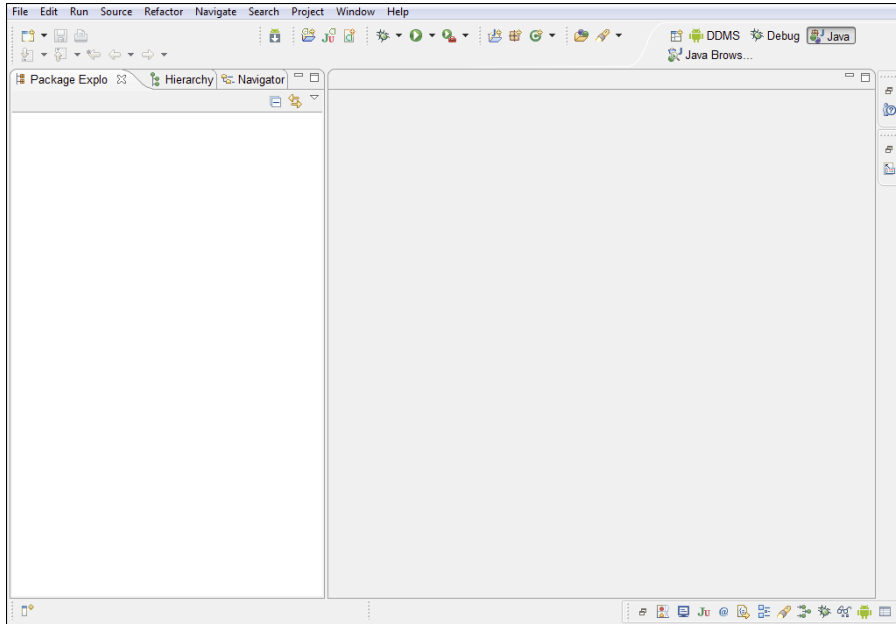 File Edit Run Source Refactor Navigate Search Project Window Help
DDMS Debug Java
Java Brows...
Package Explo Hierarchy Navigator